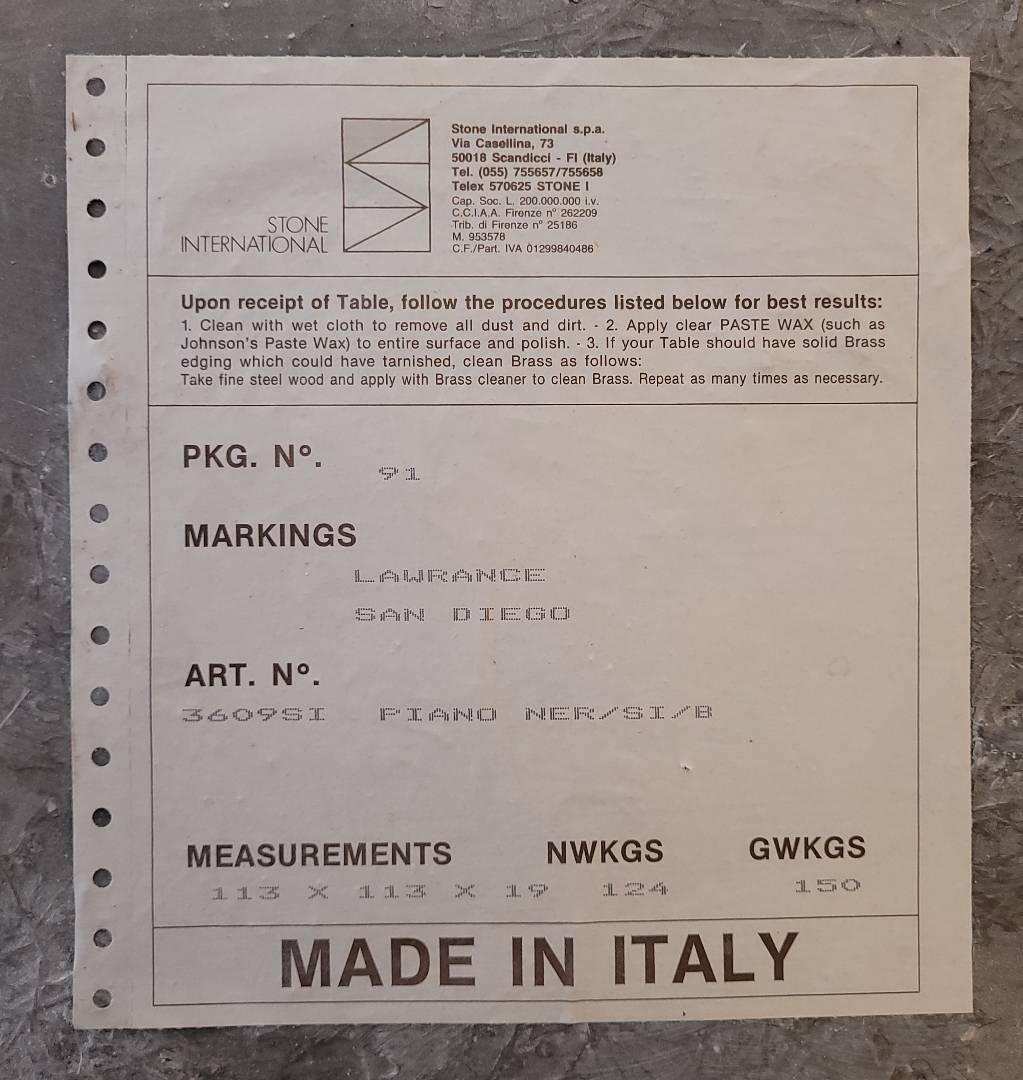 STONE
INTERNATIONAL
Stone International s.p.a.
Via Casellina, 73
50018 Scandicci - FI (Italy)
Tel. (055) 755657/755658
Telex 570625 STONE I
Cap. Soc. L. 200.000.000 i.v.
C.C.I.A.A. Firenze n° 262209
Trib. di Firenze n° 25186
M. 953578
C.F./Part. IVA 01299840486
Upon receipt of Table, follow the procedures listed below for best results:
1. Clean with wet cloth to remove all dust and dirt. - 2. Apply clear PASTE WAX (such as
Johnson's Paste Wax) to entire surface and polish. - 3. If your Table should have solid Brass
edging which could have tarnished, clean Brass as follows:
Take fine steel wood and apply with Brass cleaner to clean Brass. Repeat as many times as necessary.
PKG. N°.
91
MARKINGS
LAWRANCE
SAN DIEGO
ART. N°.
3609SI PIANO NER/SI/B
MEASUREMENTS NWKGS GWKGS
113 X 113 X 19 124 150
MADE IN ITALY